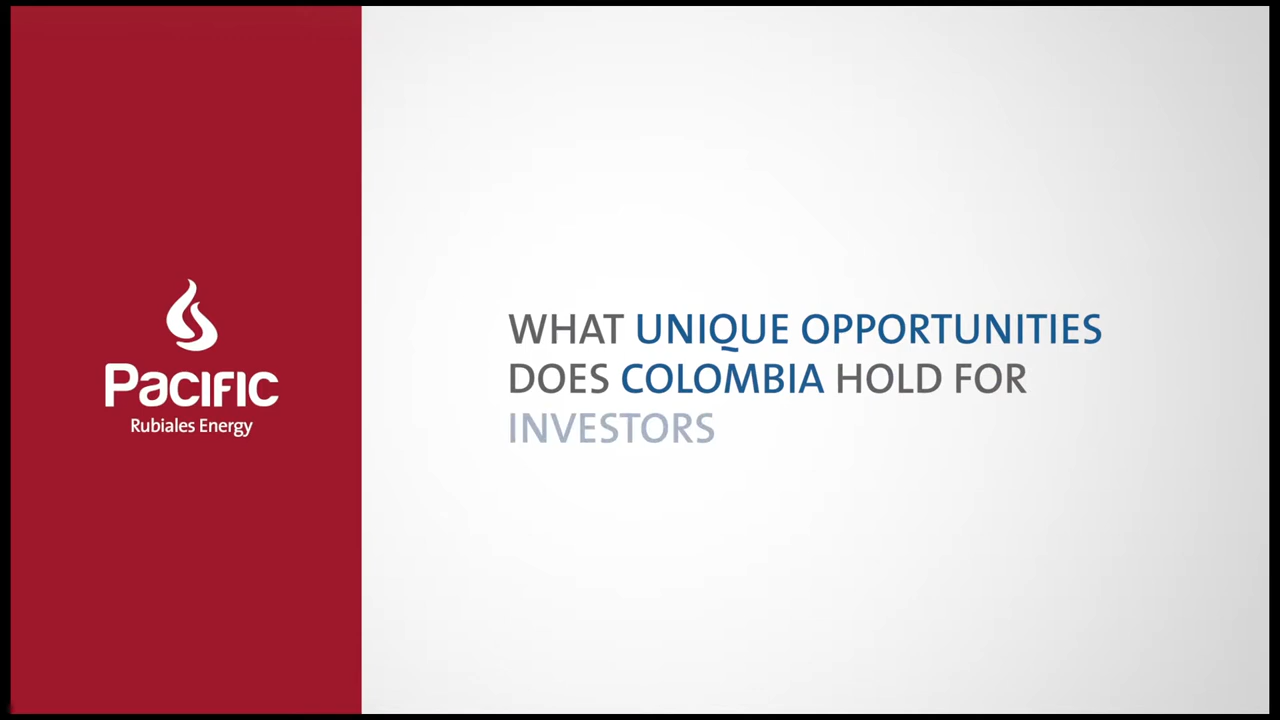 Pacific
Rubiales Energy
WHAT UNIQUE OPPORTUNITIES
DOES COLOMBIA HOLD FOR
INVESTORS